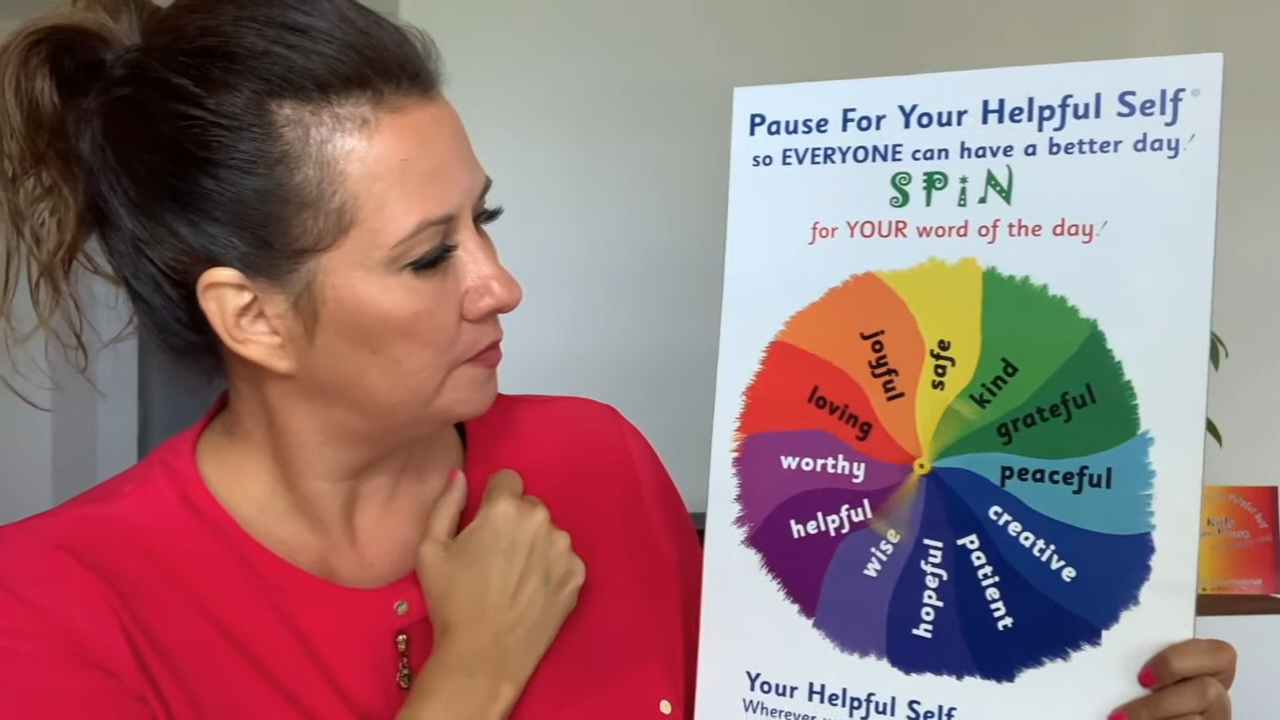 Pause For Your Helpful Self
so EVERYONE can have a better day!
SPiN
for YOUR word of the day!
joyful
safe
kind
loving
grateful
worthy
peaceful
helpful
creative
wise
hopeful
patient
Your Helpful Self
Wherever